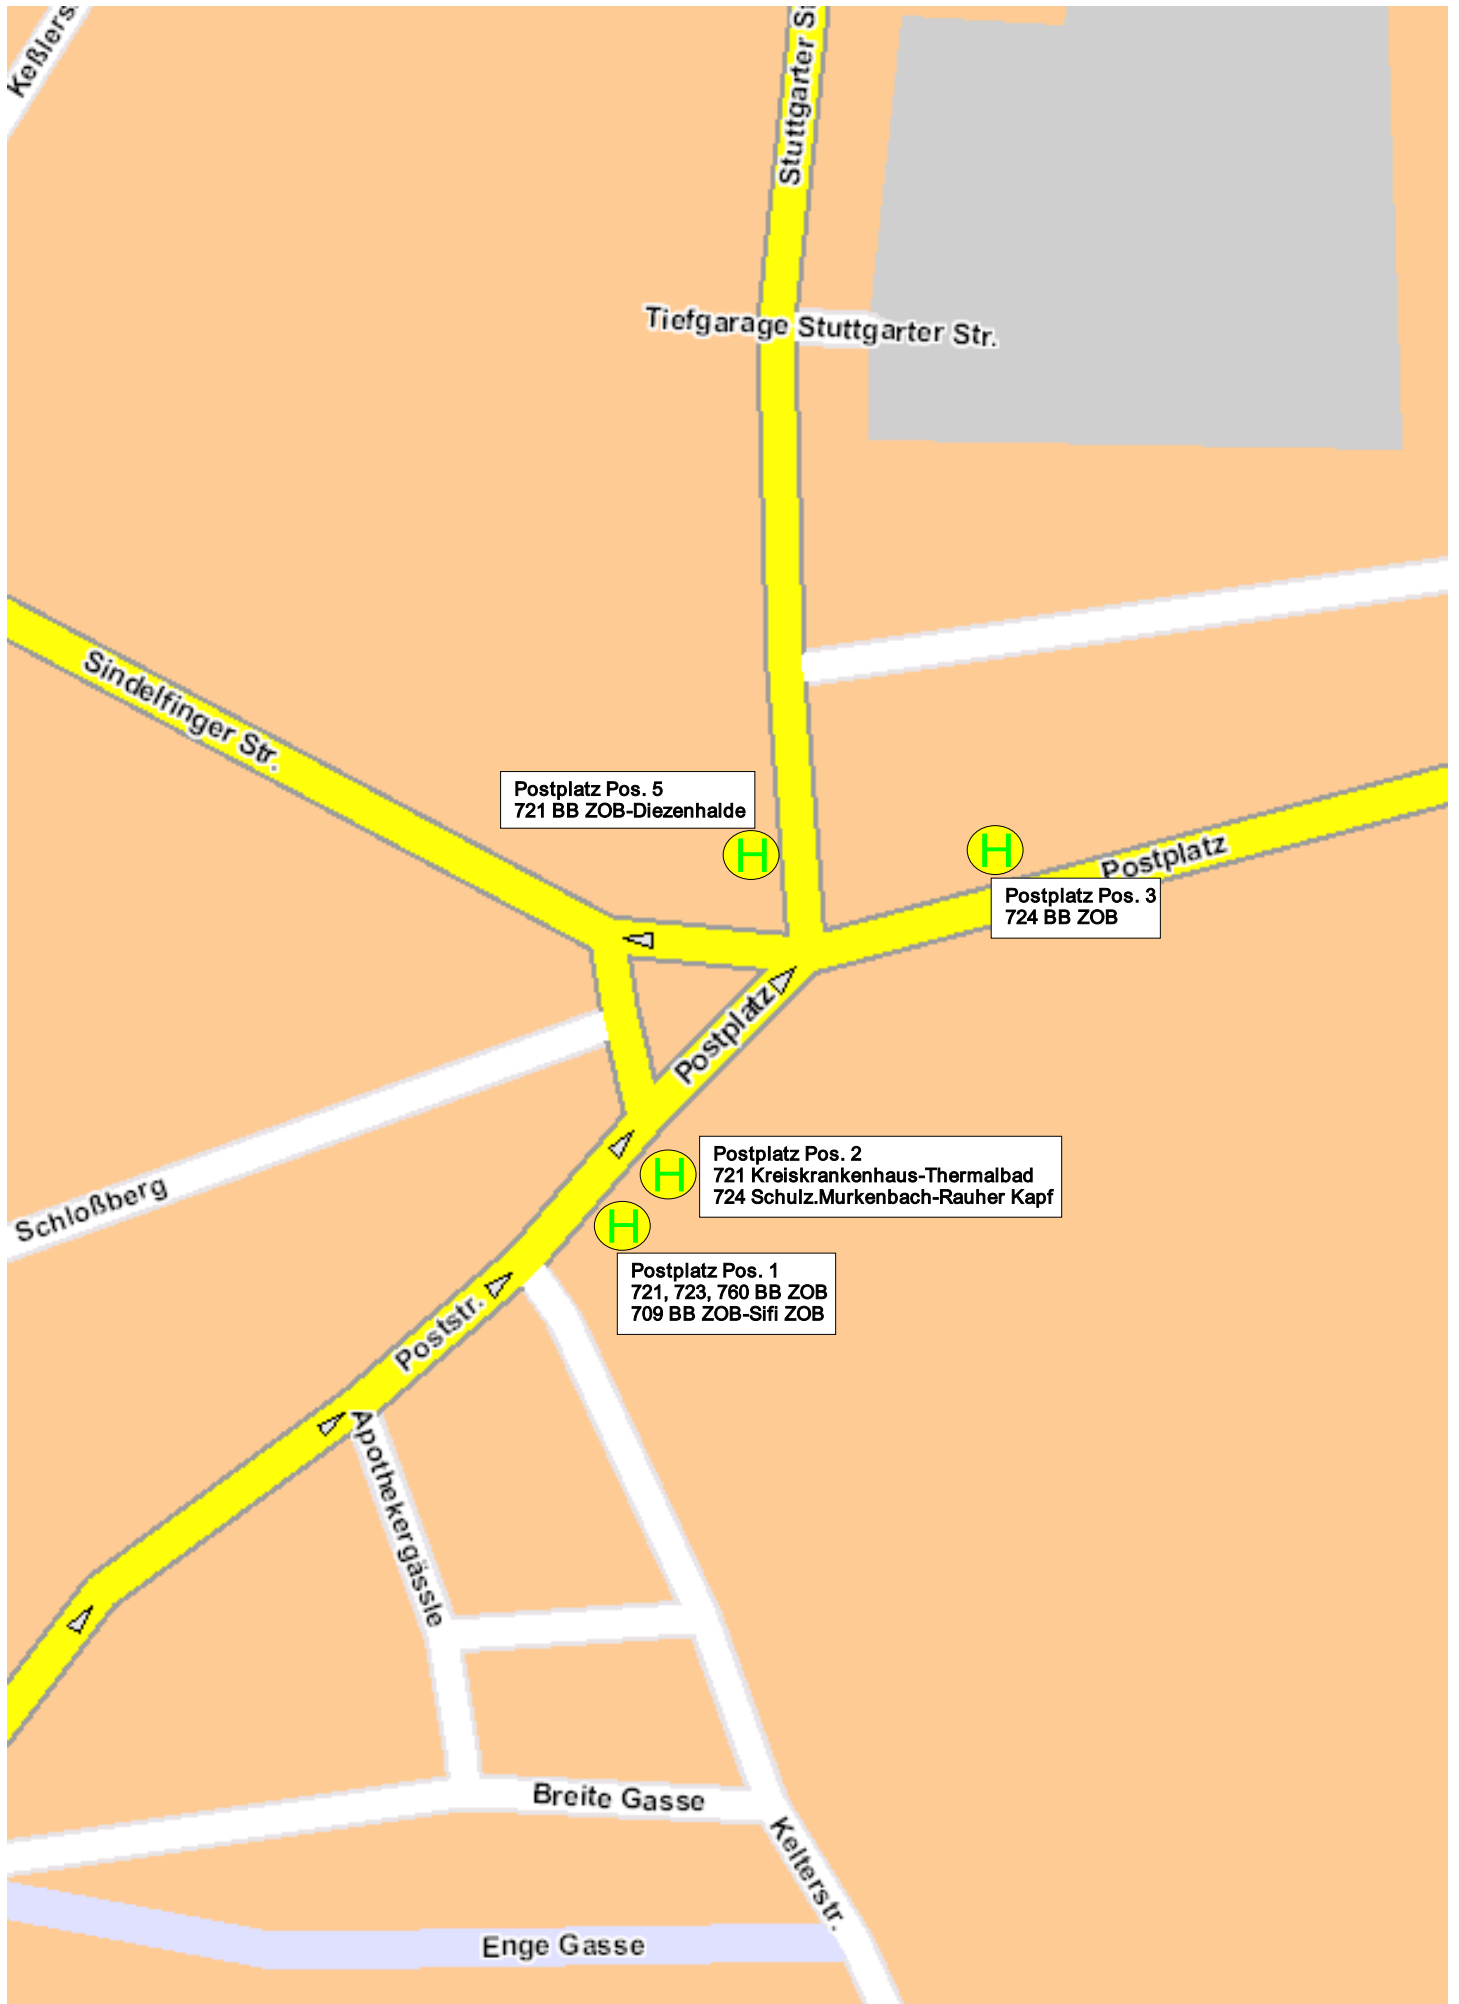 Keßlers
Stuttgarter St
Tiefgarage Stuttgarter Str.
Sindelfinger Str.
Postplatz Pos. 5
721 BB ZOB-Diezenhalde
H
H
Postplatz
Postplatz Pos. 3
724 BB ZOB
Postplatz
Postplatz Pos. 2
721 Kreiskrankenhaus-Thermalbad
724 Schulz.Murkenbach-Rauher Kapf
H
Schloßberg
H
Postplatz Pos. 1
721, 723, 760 BB ZOB
709 BB ZOB-Sifi ZOB
Poststr.
Apothekergässle
Breite Gasse
Kelterstr.
Enge Gasse